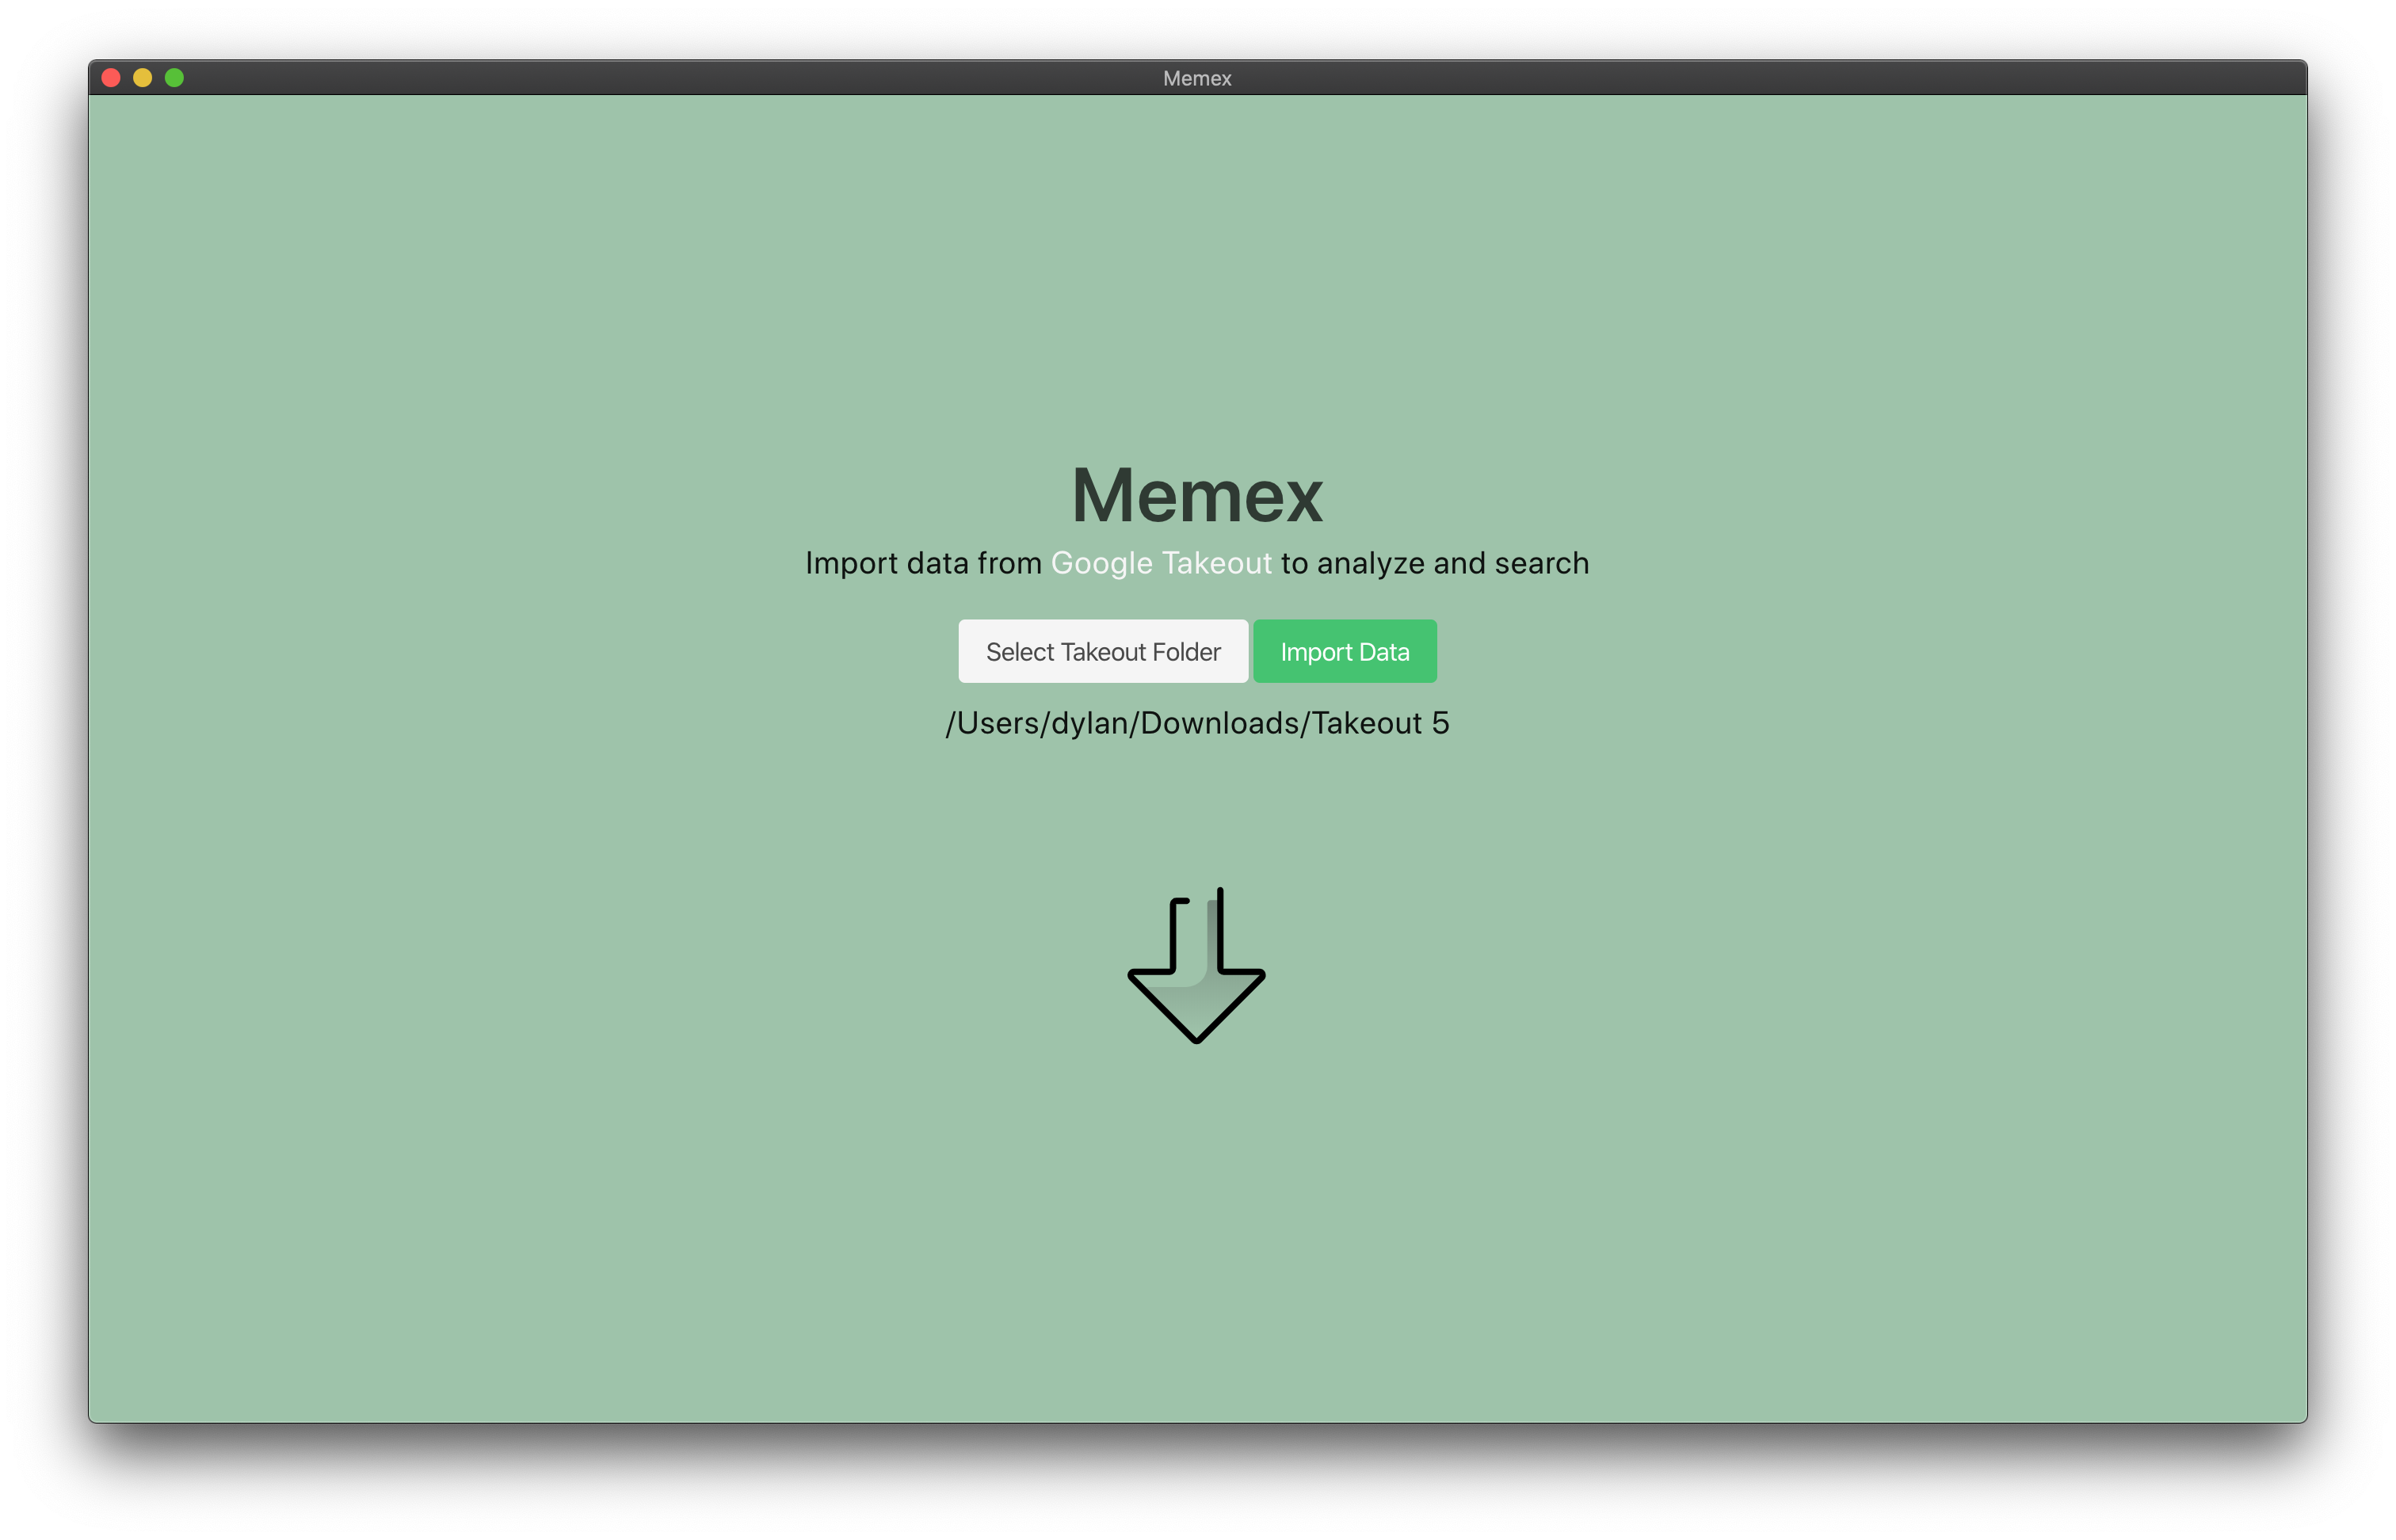 Memex
Memex
Import data from Google Takeout to analyze and search
Select Takeout Folder Import Data
/Users/dylan/Downloads/Takeout 5